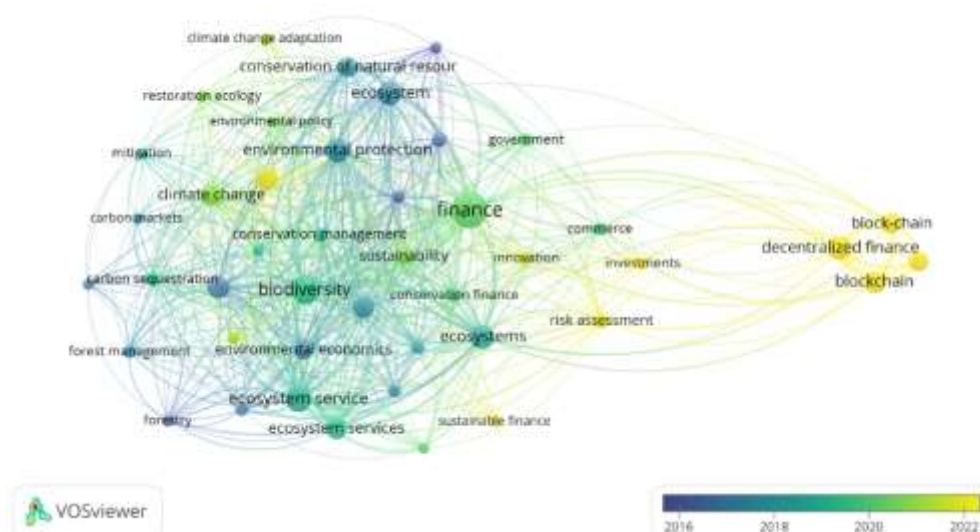 climate change adaptation
conservation of natural resour
ecosystem
restoration ecology
environmental policy
government
environmental protection
mitigation
climate change
finance
carbon markets
block-chain
commerce
conservation management
decentralized finance
sustainability
innovation
investments
carbon sequestration
blockchain
biodiversity
conservation finance
risk assessment
ecosystems
forest management
environmental economics
ecosystem service
forestry
sustainable finance
ecosystem services
VOSviewer
2016 2018 2020 2022